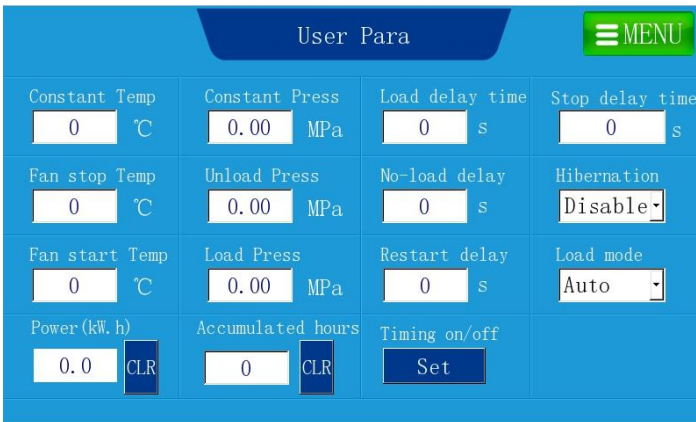 User Para
MENU
Constant Temp
Constant Press
Load delay time
Stop delay time
0 ℃
0.00 MPa
0 s
0 s
Fan stop Temp
Unload Press
No-load delay
Hibernation
0 ℃
0.00 MPa
0 s
Disable
Fan start Temp
Load Press
Restart delay
Load mode
0 ℃
0.00 MPa
0 s
Auto
Power(kW.h)
Accumulated hours
Timing on/off
0.0 CLR
0 CLR
Set